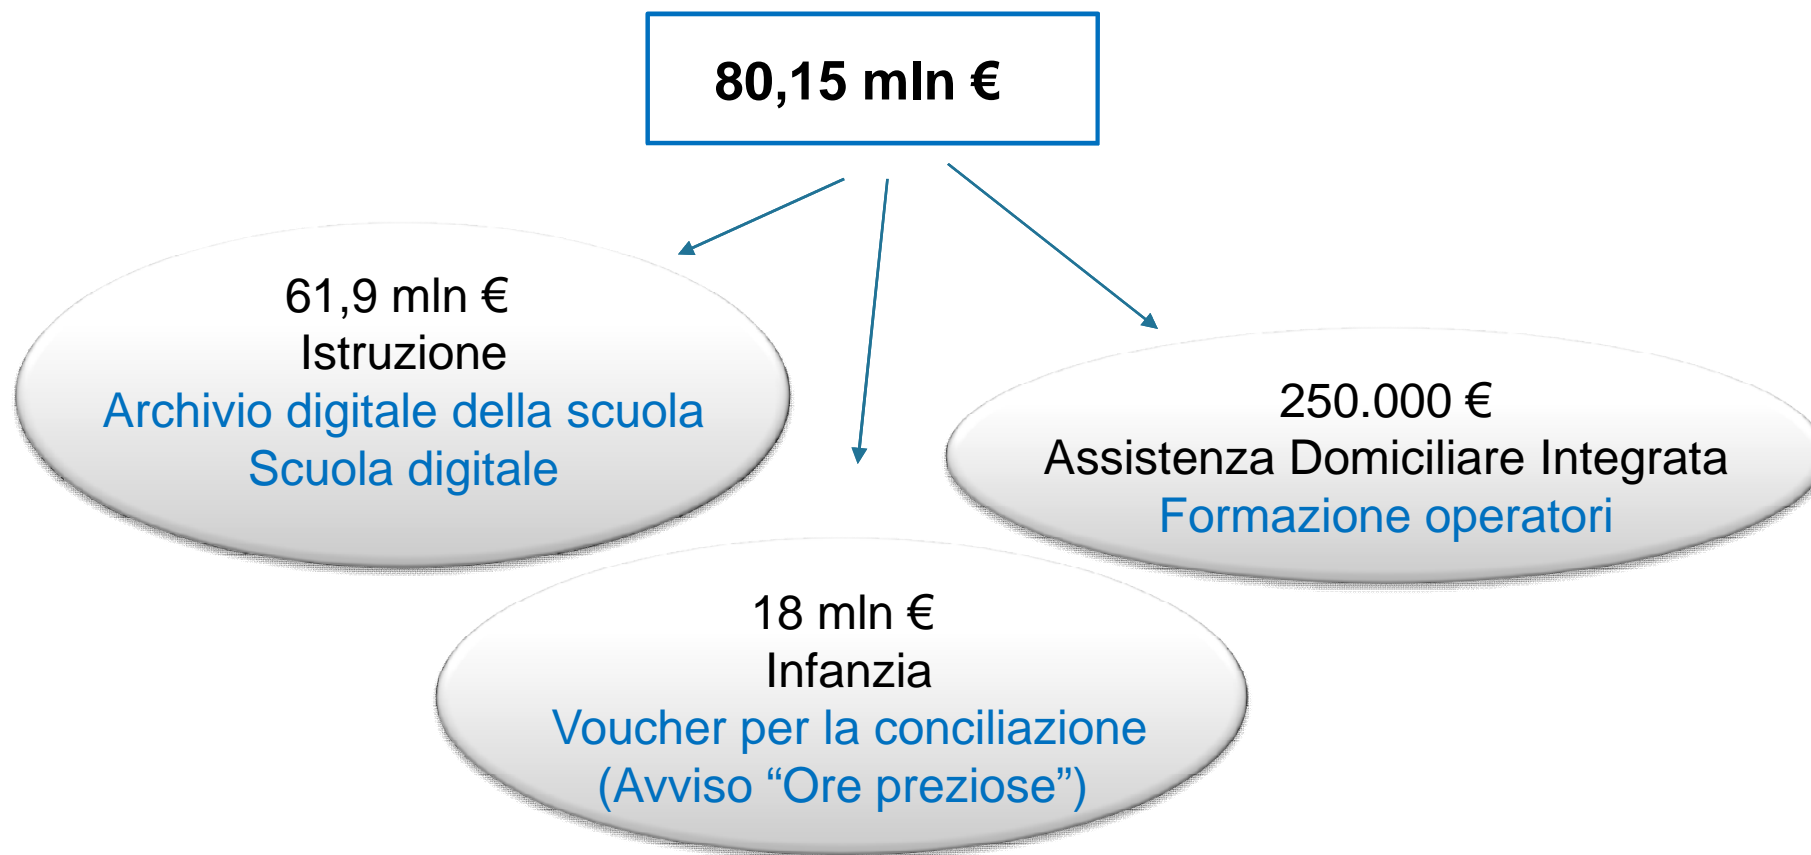 80,15 mln €
61,9 mln €
Istruzione
Archivio digitale della scuola
Scuola digitale
250.000 €
Assistenza Domiciliare Integrata
Formazione operatori
18 mln €
Infanzia
Voucher per la conciliazione
(Avviso “Ore preziose”)